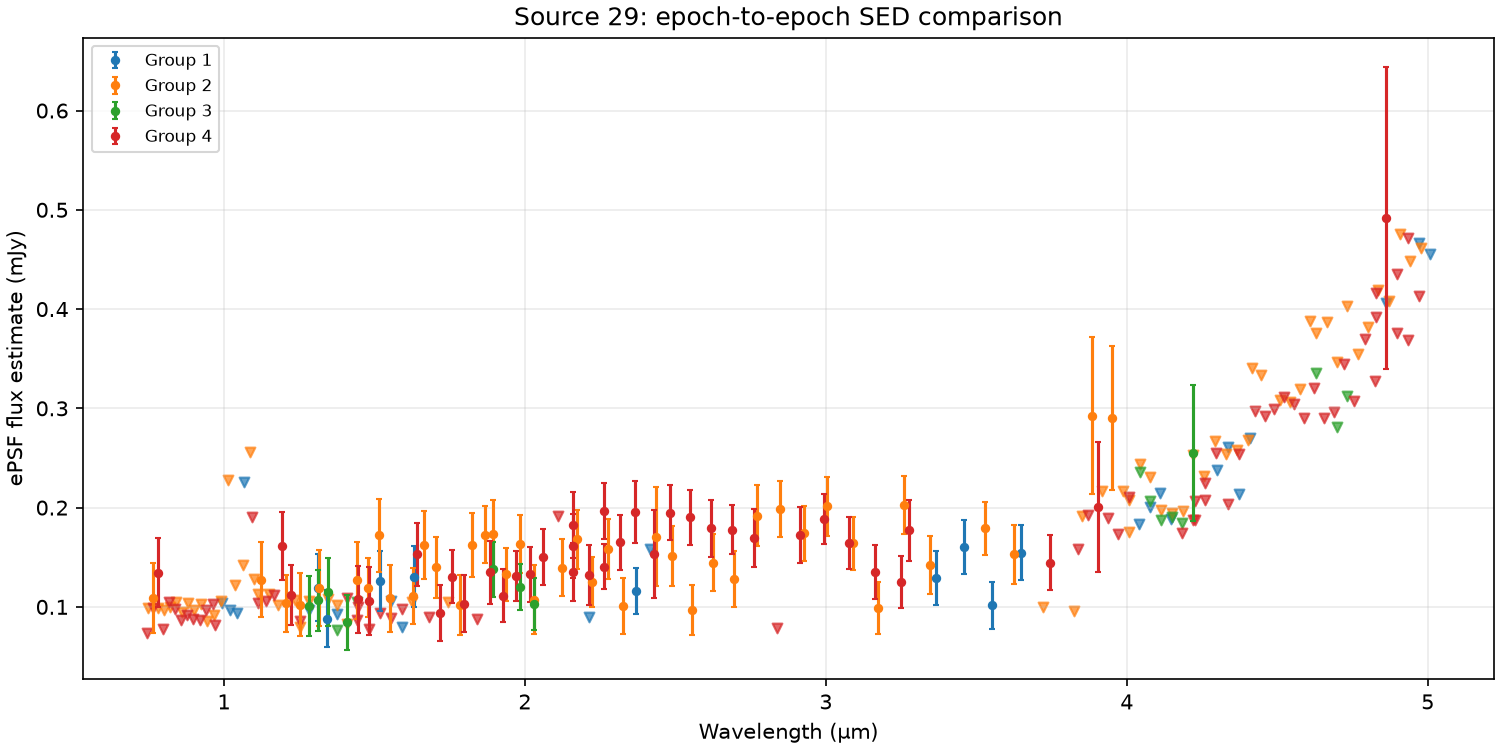 Source 29: epoch-to-epoch SED comparison
Group 1
Group 2
Group 3
Group 4
ePSF flux estimate (mJy)
0.6
0.5
0.4
0.3
0.2
0.1
1 2 3 4 5
Wavelength (μm)